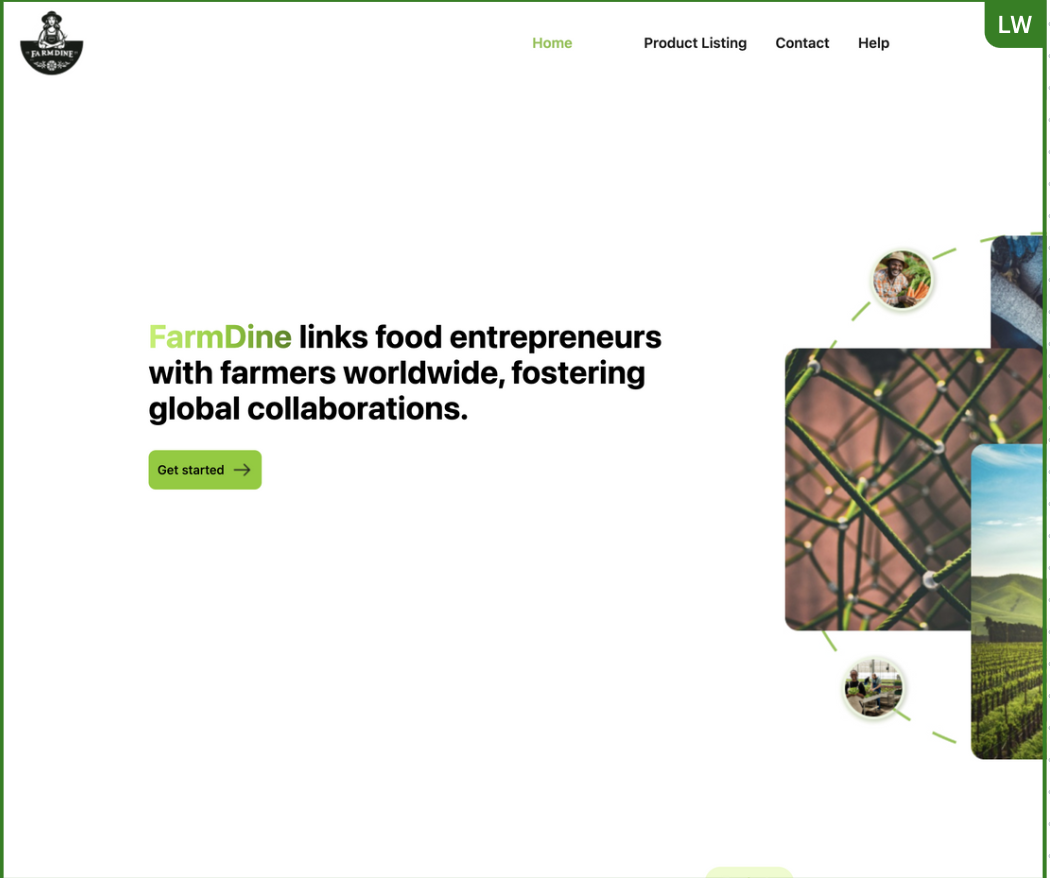 FARMDINE
Home Product Listing Contact Help
LW
FarmDine links food entrepreneurs
with farmers worldwide, fostering
global collaborations.
Get started